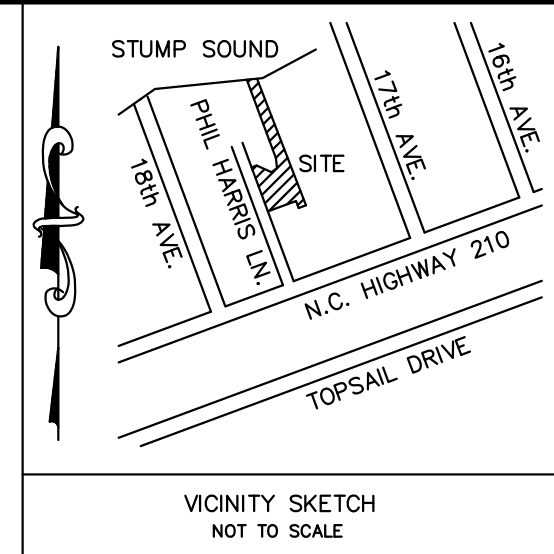 STUMP SOUND
16th AVE.
17th AVE.
PHIL HARRIS LN.
18th AVE.
SITE
N.C. HIGHWAY 210
TOPSAIL DRIVE
VICINITY SKETCH
NOT TO SCALE